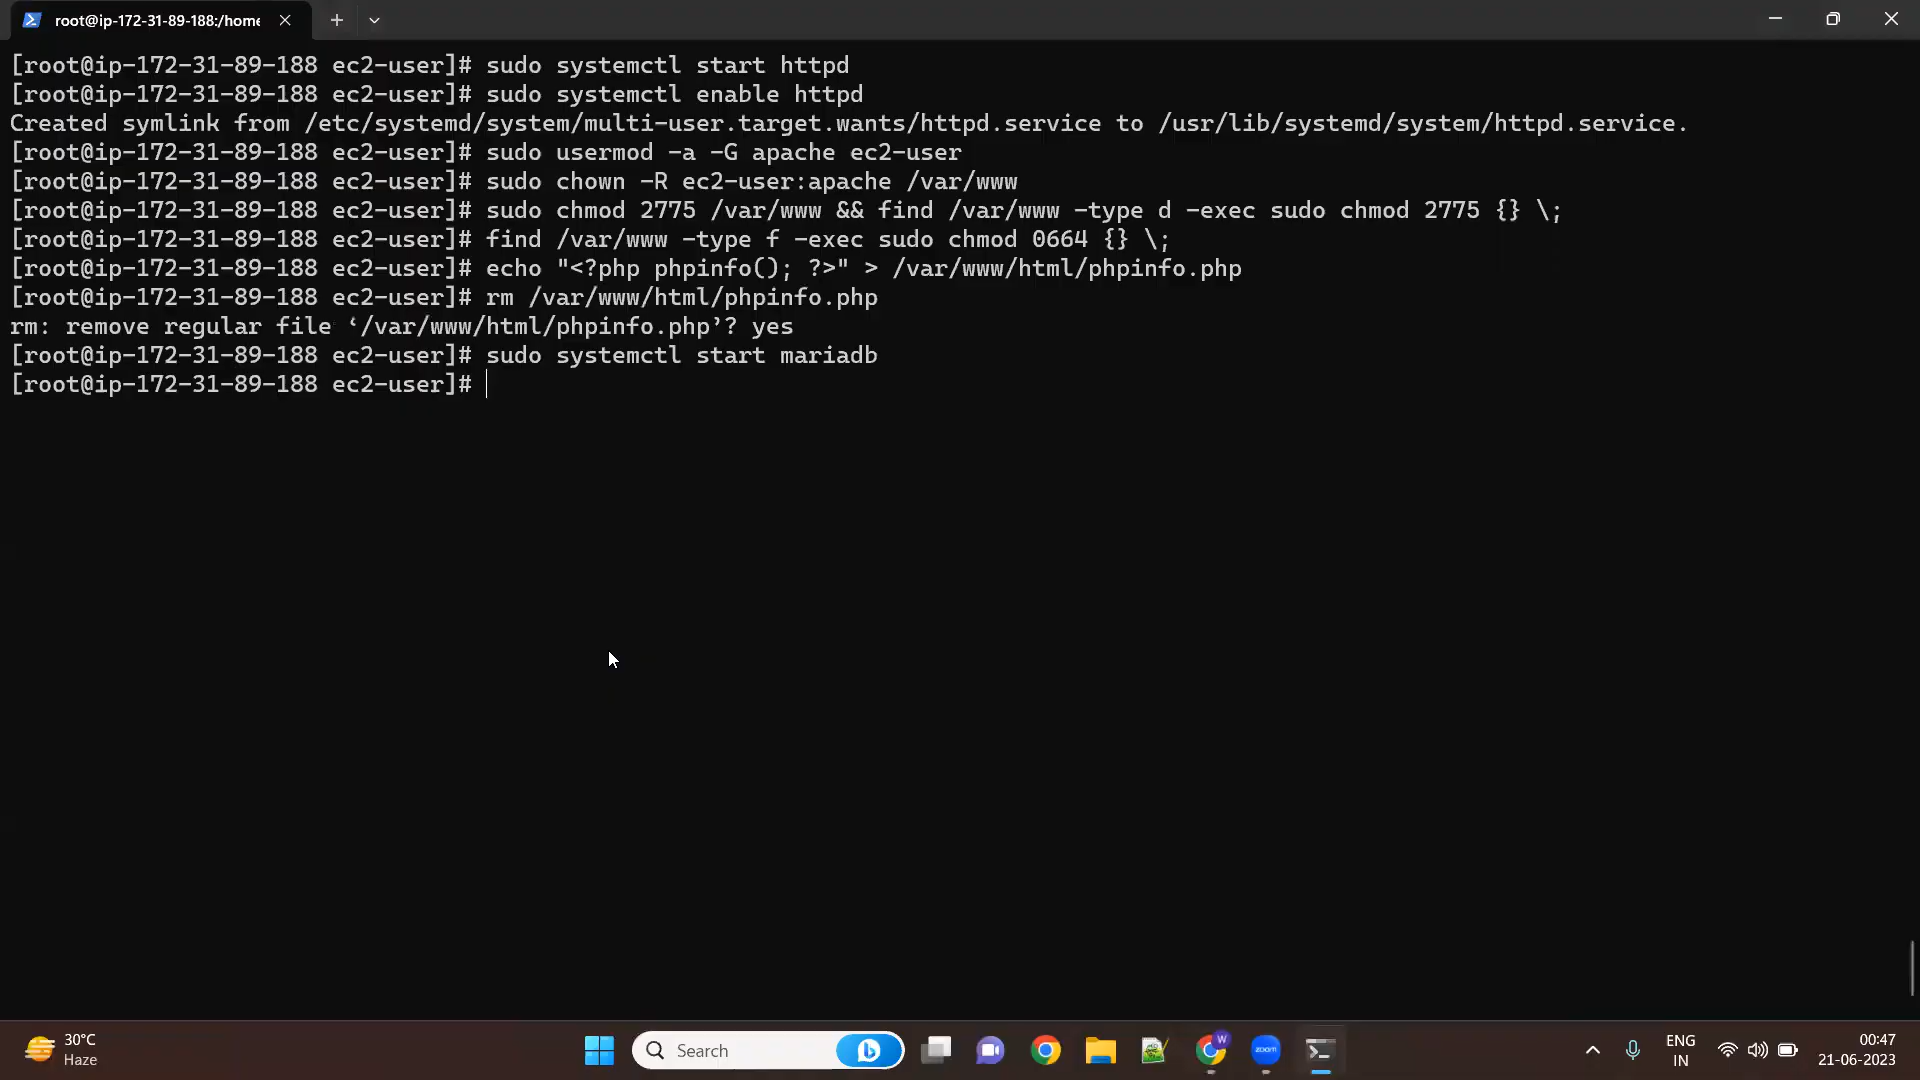 root@ip-172-31-89-188:/home
[root@ip-172-31-89-188 ec2-user]# sudo systemctl start httpd
[root@ip-172-31-89-188 ec2-user]# sudo systemctl enable httpd
Created symlink from /etc/systemd/system/multi-user.target.wants/httpd.service to /usr/lib/systemd/system/httpd.service.
[root@ip-172-31-89-188 ec2-user]# sudo usermod -a -G apache ec2-user
[root@ip-172-31-89-188 ec2-user]# sudo chown -R ec2-user:apache /var/www
[root@ip-172-31-89-188 ec2-user]# sudo chmod 2775 /var/www && find /var/www -type d -exec sudo chmod 2775 {} \;
[root@ip-172-31-89-188 ec2-user]# find /var/www -type f -exec sudo chmod 0664 {} \;
[root@ip-172-31-89-188 ec2-user]# echo "<?php phpinfo(); ?>" > /var/www/html/phpinfo.php
[root@ip-172-31-89-188 ec2-user]# rm /var/www/html/phpinfo.php
rm: remove regular file ‘/var/www/html/phpinfo.php’? yes
[root@ip-172-31-89-188 ec2-user]# sudo systemctl start mariadb
[root@ip-172-31-89-188 ec2-user]#
30°C
Haze
Search
W
zoom
ENG
IN
00:47
21-06-2023